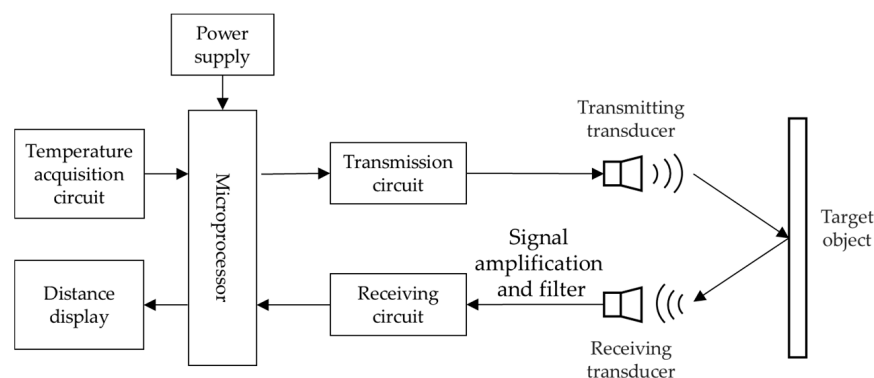 Power
supply
Transmitting
transducer
Temperature
acquisition
circuit
Microprocessor
Transmission
circuit
Target
object
Signal
amplification
and filter
Distance
display
Receiving
circuit
Receiving
transducer